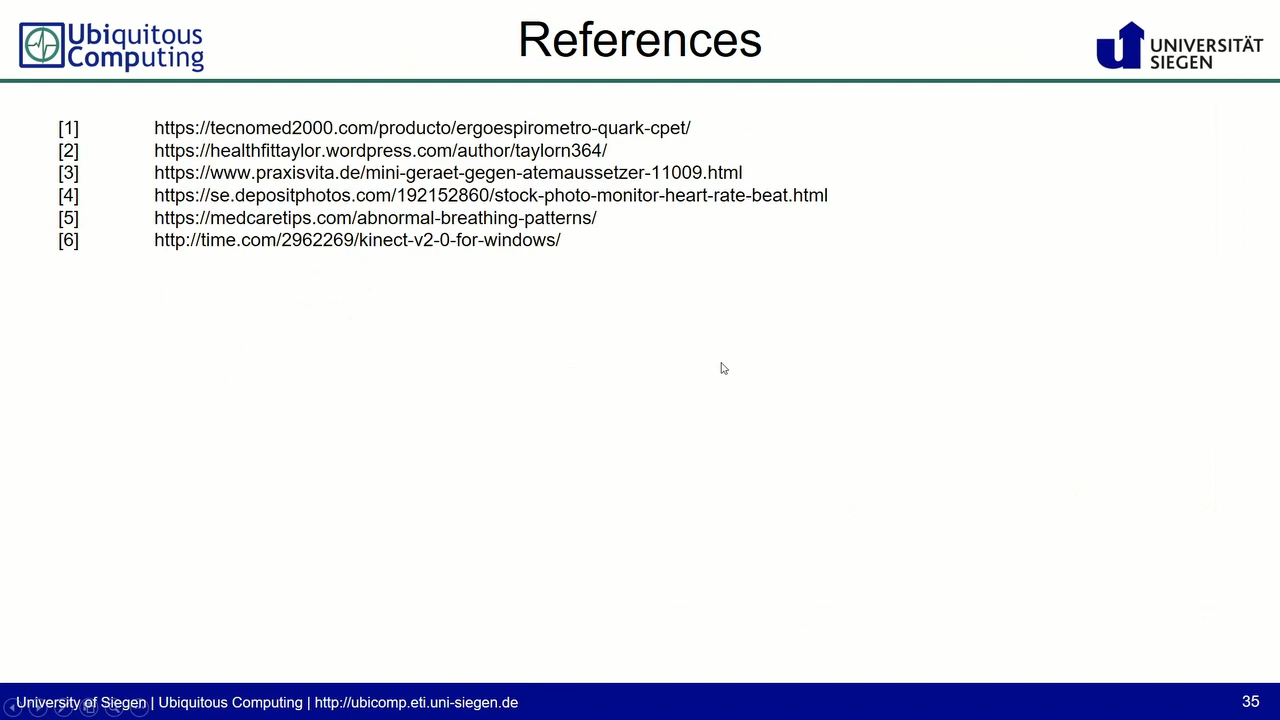 Ubiquitous
Computing
References
UNIVERSITÄT
SIEGEN
[1] https://tecnomed2000.com/producto/ergoespirometro-quark-cpet/
[2] https://healthfittaylor.wordpress.com/author/taylorn364/
[3] https://www.praxisvita.de/mini-geraet-gegen-atemaussetzer-11009.html
[4] https://se.depositphotos.com/192152860/stock-photo-monitor-heart-rate-beat.html
[5] https://medcaretips.com/abnormal-breathing-patterns/
[6] http://time.com/2962269/kinect-v2-0-for-windows/
University of Siegen | Ubiquitous Computing | http://ubicomp.eti.uni-siegen.de
35